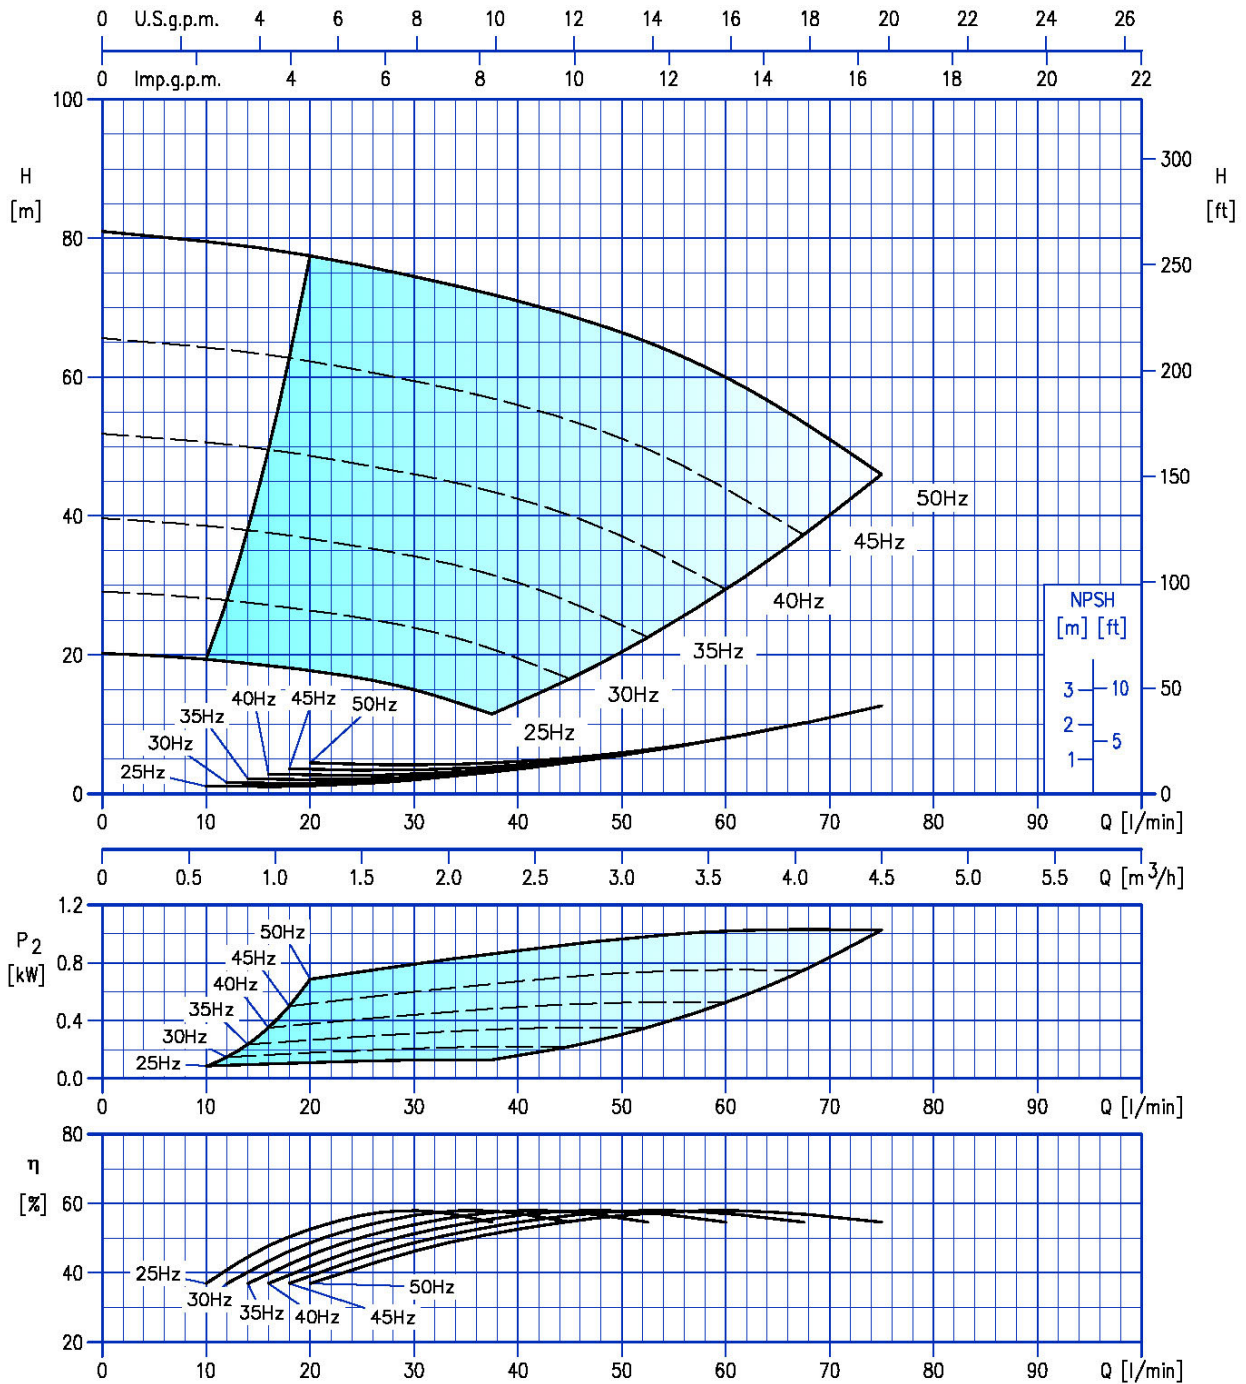 0 U.S.g.p.m. 4 6 8 10 12 14 16 18 20 22 24 26
0 Imp.g.p.m. 4 6 8 10 12 14 16 18 20 22
100
H
[m]
80
60
40
20
0
300
H
[ft]
250
200
150
100
50
0
50Hz
45Hz
40Hz
35Hz
30Hz
25Hz
NPSH
[m] [ft]
3 10
2
5
1
40Hz 45Hz 50Hz
35Hz
30Hz
25Hz
0 10 20 30 40 50 60 70 80 90 Q [l/min]
0 0.5 1.0 1.5 2.0 2.5 3.0 3.5 4.0 4.5 5.0 5.5 Q [m³/h]
1.2
P2
[kW]
0.8
0.4
0.0
50Hz
45Hz
40Hz
35Hz
30Hz
25Hz
0 10 20 30 40 50 60 70 80 90 Q [l/min]
80
η
[%]
60
40
20
25Hz
30Hz
35Hz
40Hz
45Hz
50Hz
0 10 20 30 40 50 60 70 80 90 Q [l/min]